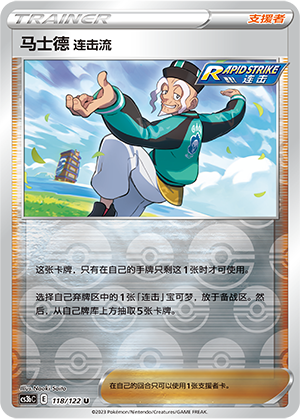 TRAINER
支援者
马士德 连击流
RAPID STRIKE
连击
这张卡牌，只有在自己的手牌只剩这1张时才可使用。
选择自己弃牌区中的1张「连击」宝可梦，放于备战区。然
后，从自己牌库上方抽取5张卡牌。
Illus. Naoki Saito
在自己的回合只可以使用1张支援者卡。
cs3bC E 118/122 U
©2023 Pokémon/Nintendo/Creatures/GAME FREAK.